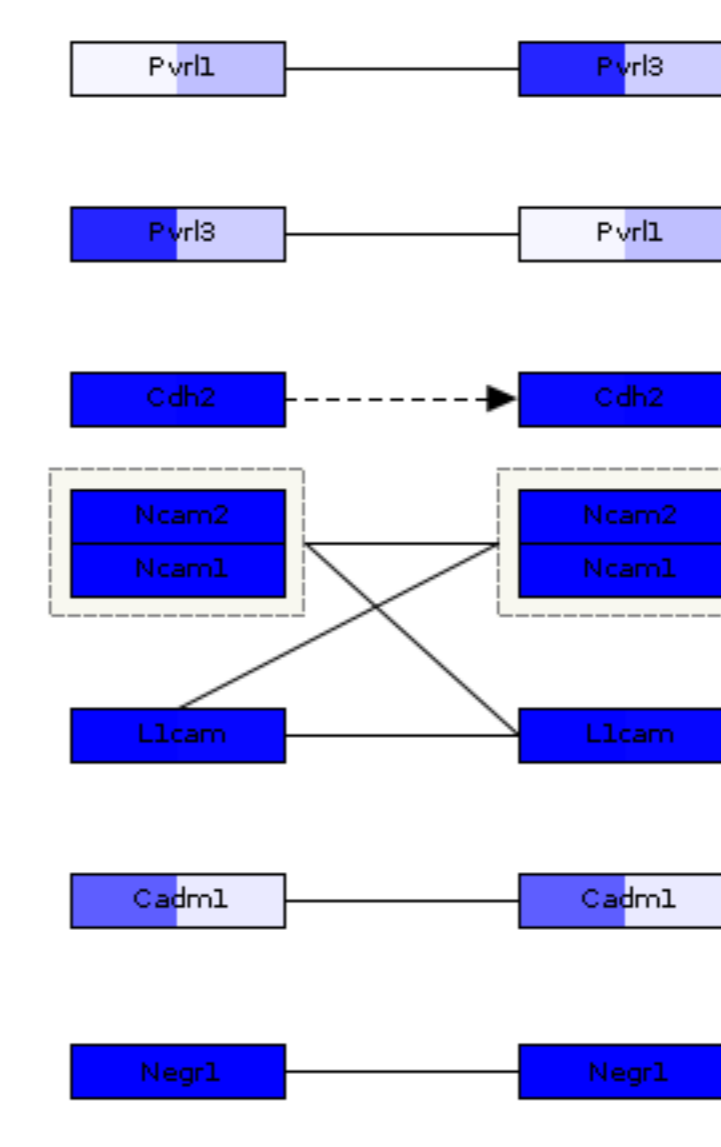 Pvrl1 Pvrl3
Pvrl3 Pvrl1
Cdh2 Cdh2
Ncam2 Ncam2
Ncam1 Ncam1
L1cam L1cam
Cadm1 Cadm1
Negr1 Negr1